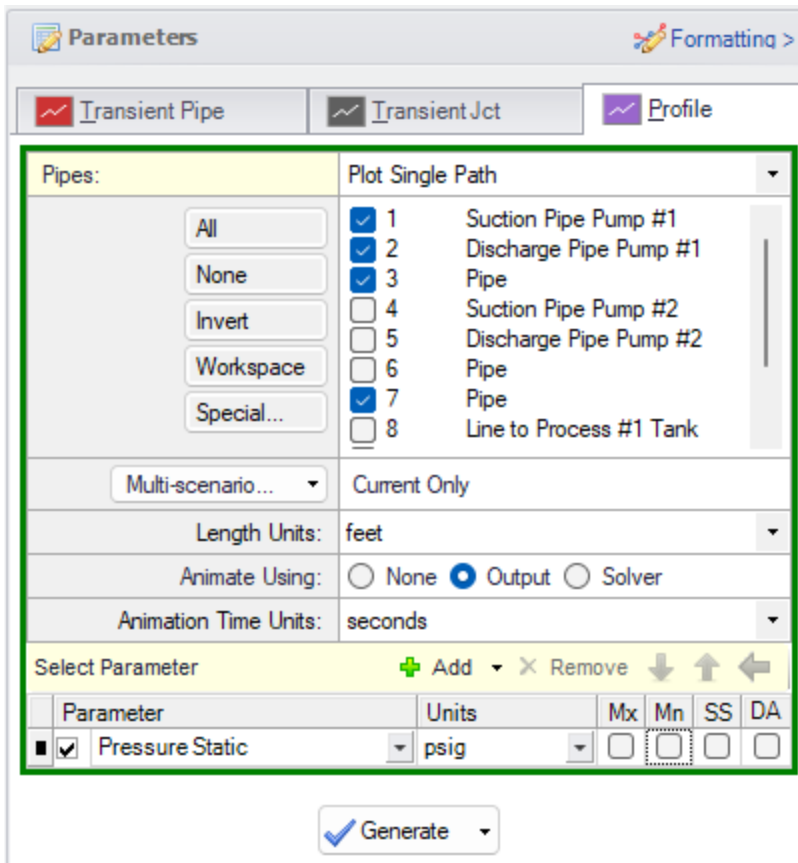 Parameters
Formatting >
Transient Pipe
Transient Jct
Profile
Pipes:
Plot Single Path
All
None
Invert
Workspace
Special...
1 Suction Pipe Pump #1
2 Discharge Pipe Pump #1
3 Pipe
4 Suction Pipe Pump #2
5 Discharge Pipe Pump #2
6 Pipe
7 Pipe
8 Line to Process #1 Tank
Multi-scenario... Current Only
Length Units: feet
Animate Using: None Output Solver
Animation Time Units: seconds
Select Parameter Add Remove
Parameter Units Mx Mn SS DA
Pressure Static psig
Generate